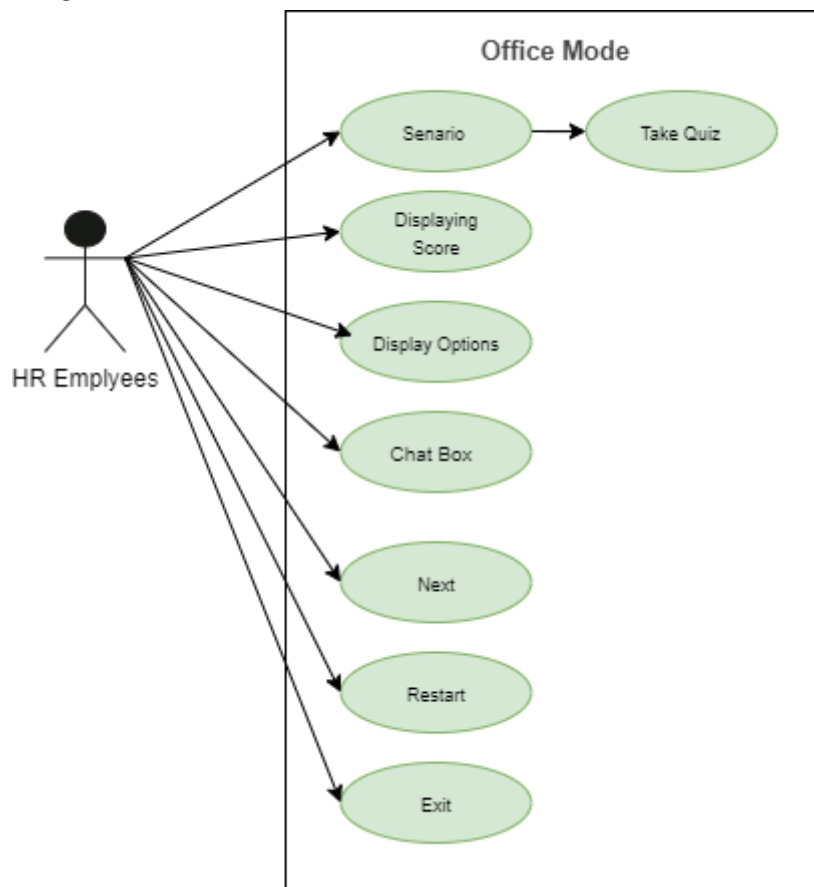 Office Mode
Senario
Take Quiz
Displaying
Score
Display Options
HR Emplyees
Chat Box
Next
Restart
Exit